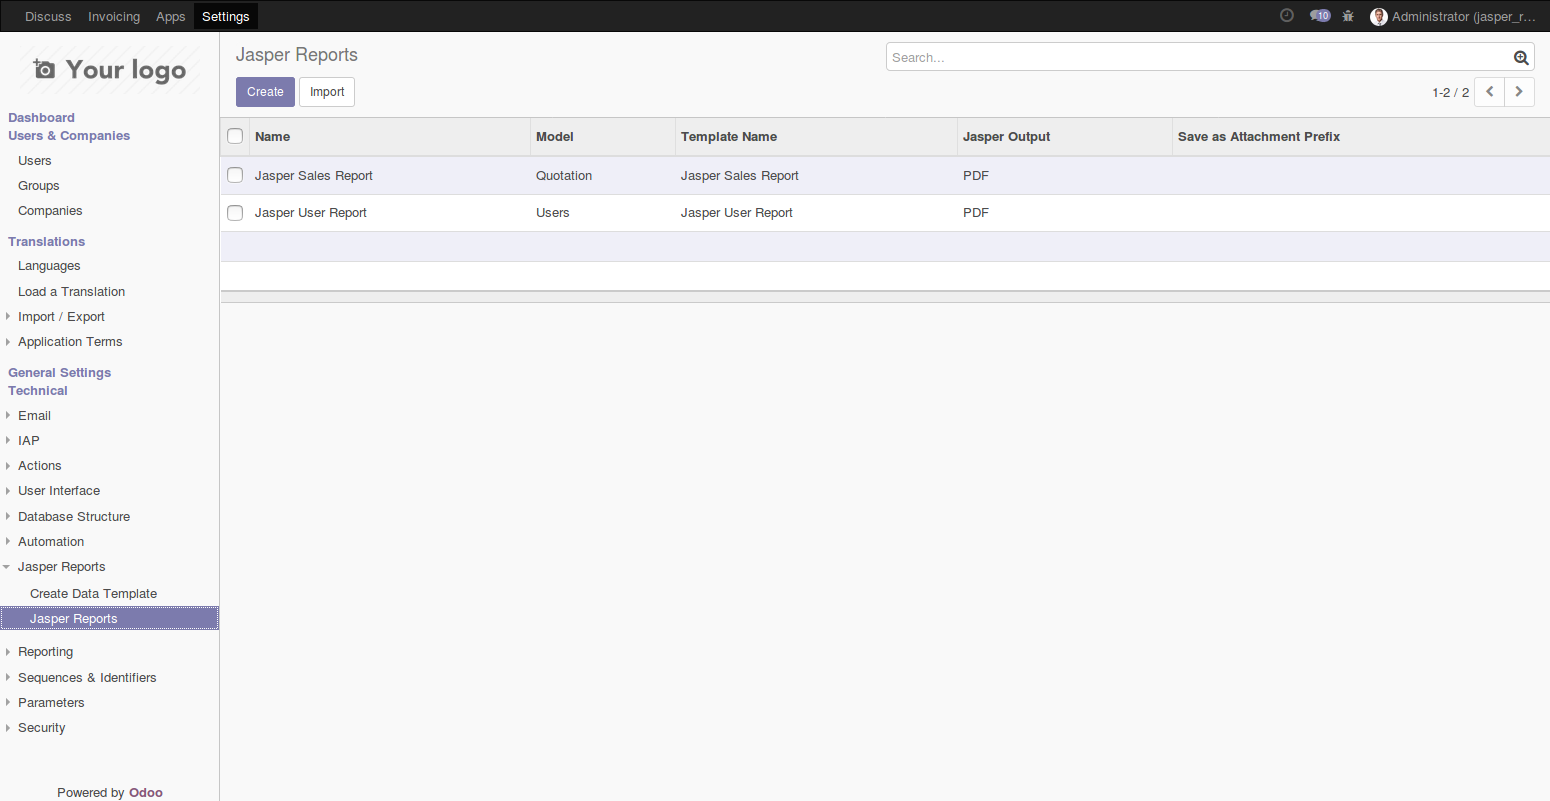 Discuss Invoicing Apps Settings 10 Administrator (jasper_r...
Your logo
Dashboard
Users & Companies
Users
Groups
Companies
Translations
Languages
Load a Translation
Import / Export
Application Terms
General Settings
Technical
Email
IAP
Actions
User Interface
Database Structure
Automation
Jasper Reports
Create Data Template
Jasper Reports
Reporting
Sequences & Identifiers
Parameters
Security
Powered by Odoo
Jasper Reports
Search...
Create Import
1-2 / 2
Name Model Template Name Jasper Output Save as Attachment Prefix
Jasper Sales Report Quotation Jasper Sales Report PDF
Jasper User Report Users Jasper User Report PDF